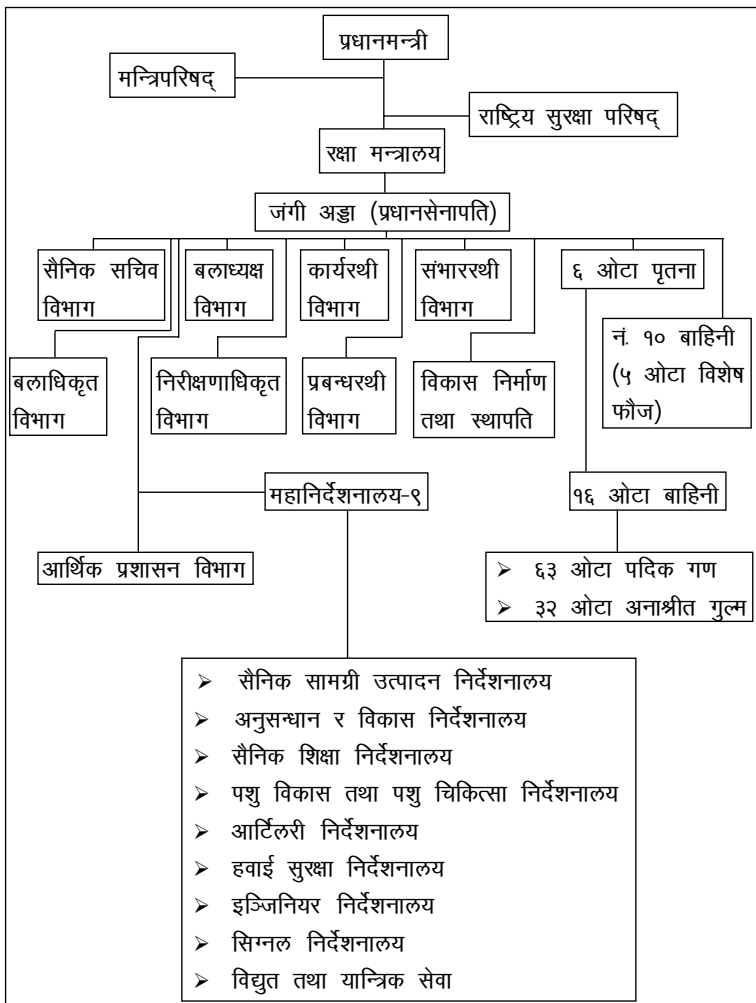 प्रधानमन्त्री
मन्त्रिपरिषद्
राष्ट्रिय सुरक्षा परिषद्
रक्षा मन्त्रालय
जंगी अड्डा (प्रधानसेनापति)
सैनिक सचिव
विभाग
बलाध्यक्ष
विभाग
कार्यरथी
विभाग
संभाररथी
विभाग
६ ओटा पृतना
नं. १० बाहिनी
(५ ओटा विशेष
फौज)
बलाधिकृत
विभाग
निरीक्षणाधिकृत
विभाग
प्रबन्धरथी
विभाग
विकास निर्माण
तथा स्थापति
महानिर्देशनालय-९
१६ ओटा बाहिनी
आर्थिक प्रशासन विभाग
➢ ६३ ओटा पदिक गण
➢ ३२ ओटा अनाश्रीत गुल्म
➢ सैनिक सामग्री उत्पादन निर्देशनालय
➢ अनुसन्धान र विकास निर्देशनालय
➢ सैनिक शिक्षा निर्देशनालय
➢ पशु विकास तथा पशु चिकित्सा निर्देशनालय
➢ आर्टिलरी निर्देशनालय
➢ हवाई सुरक्षा निर्देशनालय
➢ इञ्जिनियर निर्देशनालय
➢ सिग्नल निर्देशनालय
➢ विद्युत तथा यान्त्रिक सेवा